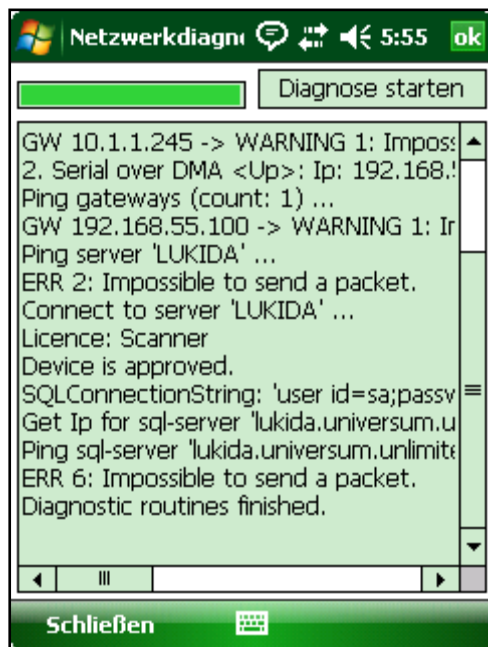 Netzwerkdiagn 5:55 ok
Diagnose starten
GW 10.1.1.245 -> WARNING 1: Imposs
2. Serial over DMA <Up>: Ip: 192.168.
Ping gateways (count: 1) ...
GW 192.168.55.100 -> WARNING 1: Ir
Ping server 'LUKIDA' ...
ERR 2: Impossible to send a packet.
Connect to server 'LUKIDA' ...
Licence: Scanner
Device is approved.
SQLConnectionString: 'user id=sa;passv
Get Ip for sql-server 'lukida.universum.u
Ping sql-server 'lukida.universum.unlimite
ERR 6: Impossible to send a packet.
Diagnostic routines finished.
Schließen